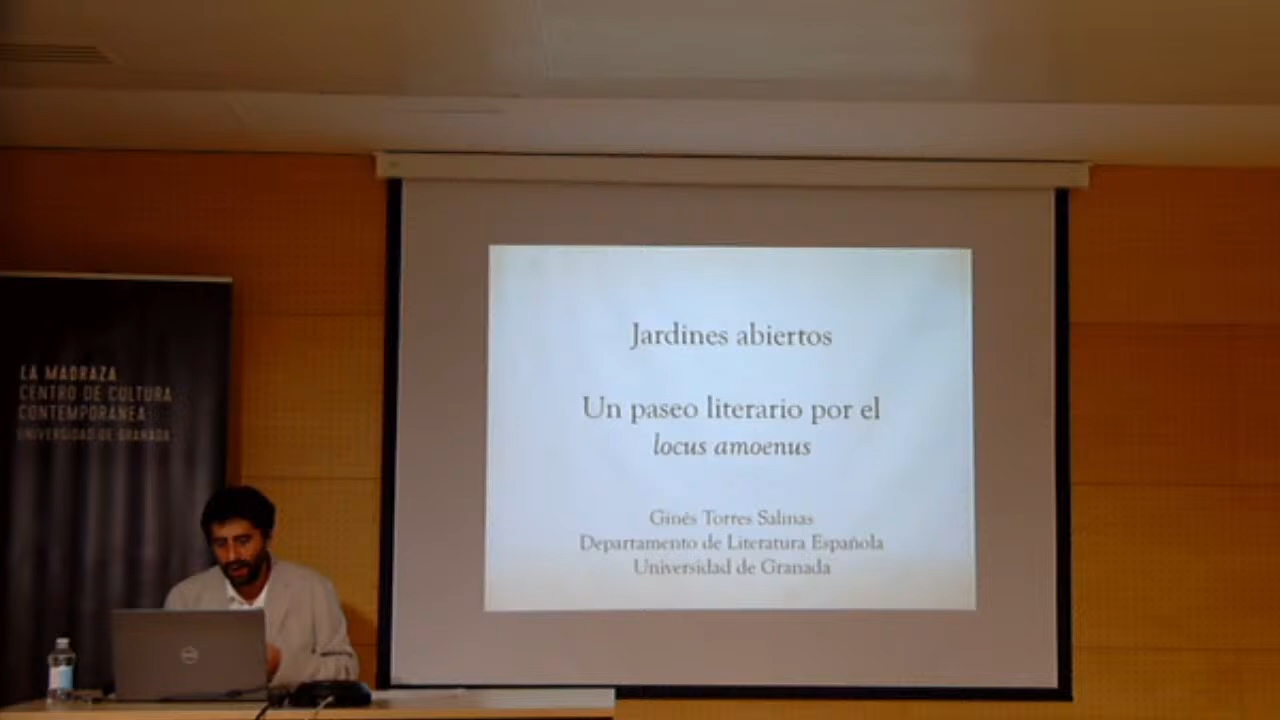 Jardines abiertos
Un paseo literario por el
locus amoenus
Ginés Torres Salinas
Departamento de Literatura Española
Universidad de Granada
LA MADRAZA
CENTRO DE CULTURA
CONTEMPORÁNEA
UNIVERSIDAD DE GRANADA
DELL